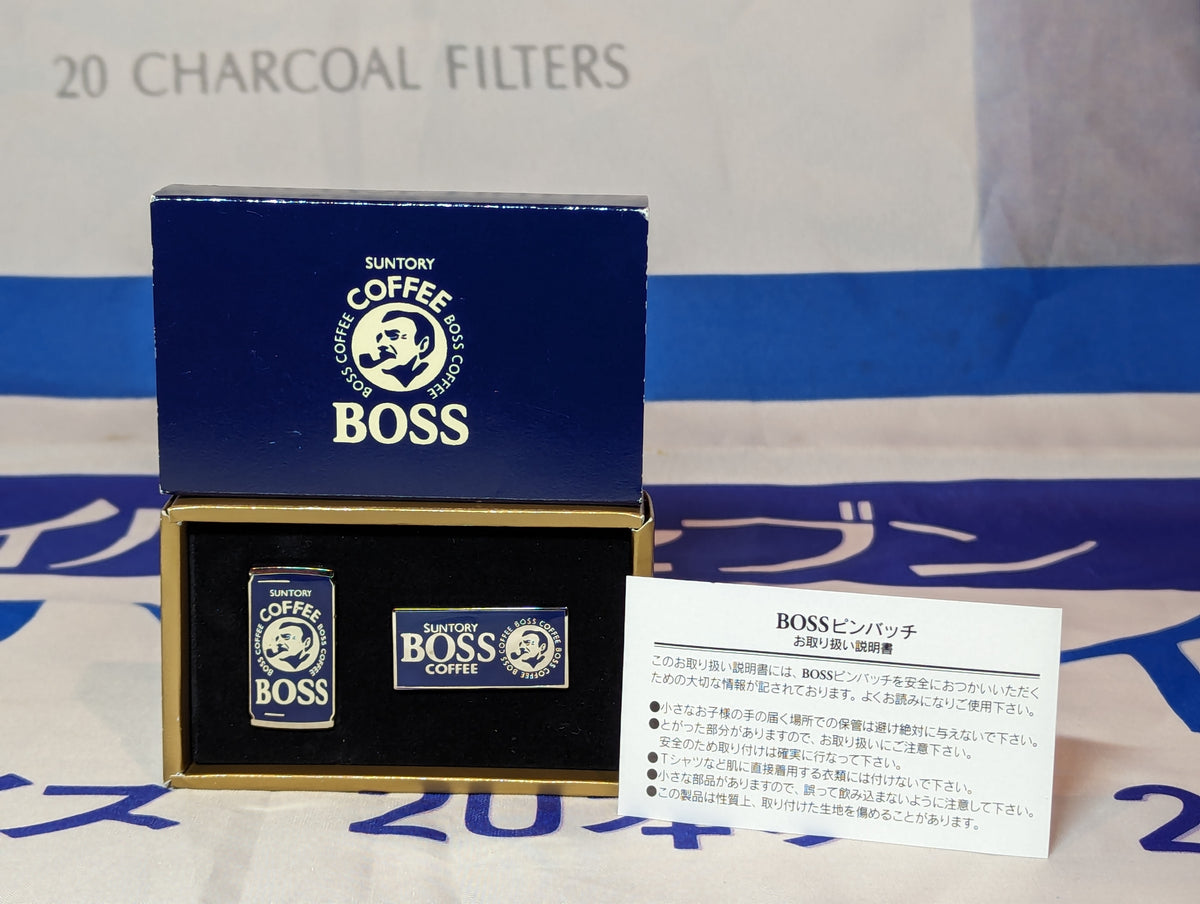 20 CHARCOAL FILTERS
SUNTORY
COFFEE
BOSS COFFEE
BOSS COFFEE
BOSS
SUNTORY
COFFEE
BOSS COFFEE
BOSS COFFEE
BOSS
SUNTORY
BOSS
COFFEE
BOSS COFFEE BOSS COFFEE BOSS COFFEE
BOSSピンバッチ
お取り扱い説明書
このお取り扱い説明書には、BOSSピンバッチを安全におつかいいただく
ための大切な情報が記されております。よくお読みになりご使用下さい。
●小さなお子様の手の届く場所での保管は避け絶対に与えないで下さい。
●とがった部分がありますので、お取り扱いにご注意下さい。
安全のため取り付けは確実に行なって下さい。
●Tシャツなど肌に直接着用する衣類には付けないで下さい。
●小さな部品がありますので、誤って飲み込まないように注意して下さい。
●この製品は性質上、取り付けた生地を傷めることがあります。
ブン
ス 20本入
2